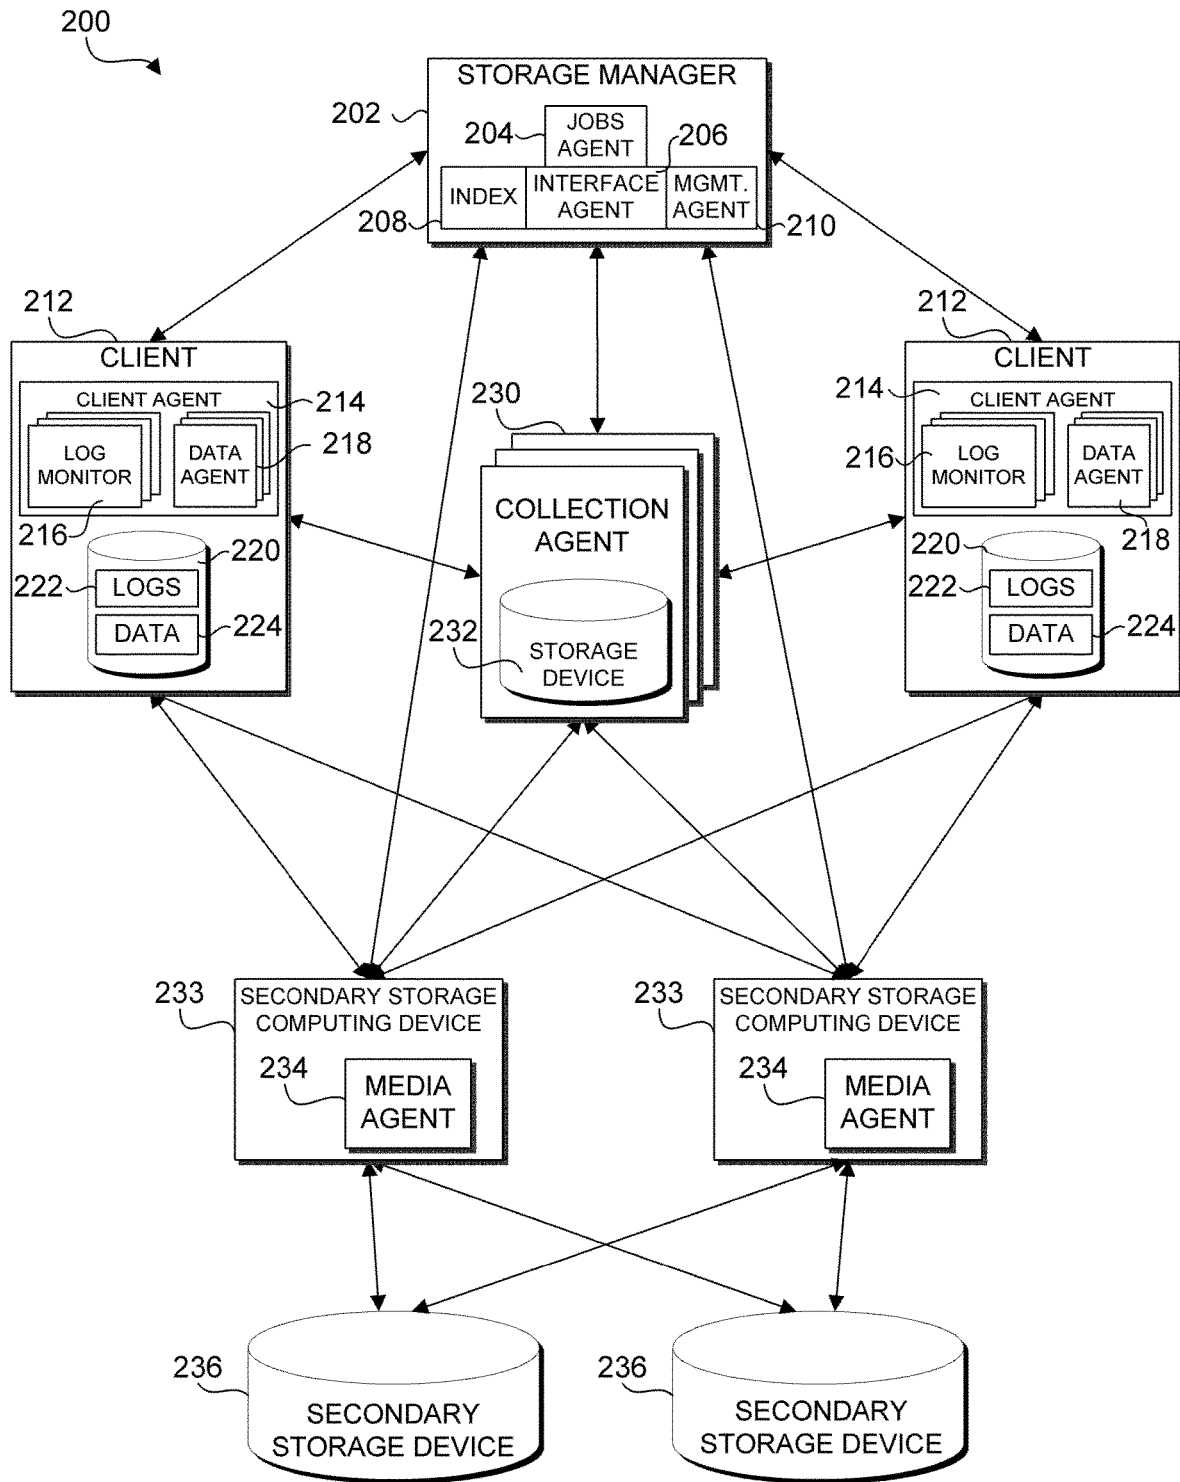 200
STORAGE MANAGER
202
204
JOBS
AGENT
206
INDEX
INTERFACE
AGENT
MGMT.
AGENT
208
210
212
CLIENT
CLIENT AGENT
214
LOG
MONITOR
DATA
AGENT
218
216
220
222
LOGS
DATA
224
230
COLLECTION
AGENT
232
STORAGE
DEVICE
212
CLIENT
214
CLIENT AGENT
216
LOG
MONITOR
DATA
AGENT
218
220
222
LOGS
DATA
224
233
SECONDARY STORAGE
COMPUTING DEVICE
234
MEDIA
AGENT
233
SECONDARY STORAGE
COMPUTING DEVICE
234
MEDIA
AGENT
236
SECONDARY
STORAGE DEVICE
236
SECONDARY
STORAGE DEVICE